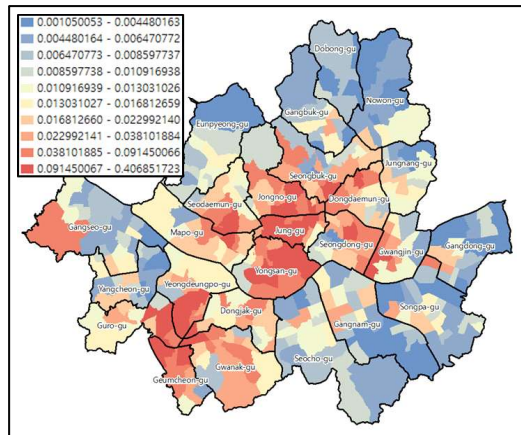 0.001050053 - 0.004480163
0.004480164 - 0.006470772
0.006470773 - 0.008597737
0.008597738 - 0.010916938
0.010916939 - 0.013031026
0.013031027 - 0.016812659
0.016812660 - 0.022992140
0.022992141 - 0.038101884
0.038101885 - 0.091450066
0.091450067 - 0.406851723
Dobong-gu
Nowon-gu
Gangbuk-gu
Eunpyeong-gu
Jungnang-gu
Seongbuk-gu
Jongno-gu
Dongdaemun-gu
Seodaemun-gu
Mapo-gu
Jung-gu
Gangseo-gu
Seongdong-gu
Gwangjin-gu
Gangdong-gu
Yongsan-gu
Yangcheon-gu
Yeongdeungpo-gu
Songpa-gu
Dongjak-gu
Guro-gu
Gangnam-gu
Seocho-gu
Gwanak-gu
Geumcheon-gu